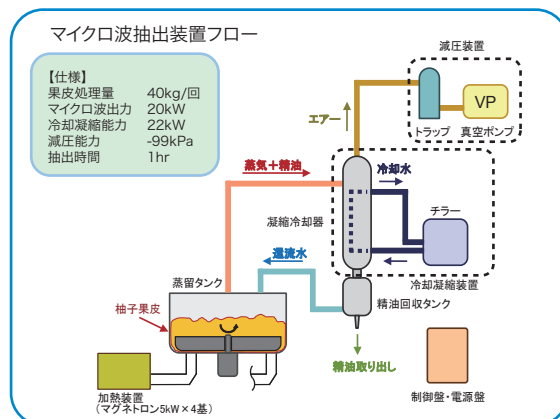 マイクロ波抽出装置フロー
【仕様】
果皮処理量 40kg/回
マイクロ波出力 20kW
冷却凝縮能力 22kW
減圧能力 -99kPa
抽出時間 1hr
減圧装置
VP
トラップ 真空ポンプ
エアー
蒸気＋精油
冷却水
チラー
凝縮冷却器
還流水
冷却凝縮装置
蒸留タンク
精油回収タンク
柚子果皮
精油取り出し
加熱装置
（マグネトロン5kW×4基）
制御盤・電源盤